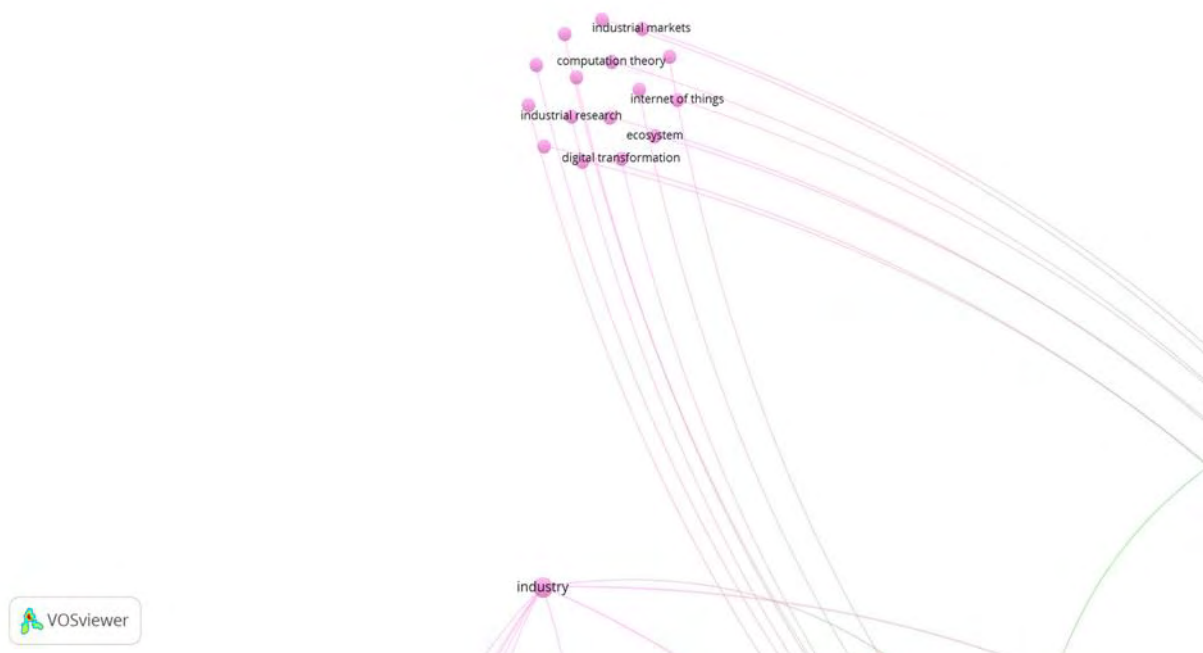 industrial markets
computation theory
internet of things
industrial research
ecosystem
digital transformation
industry
VOSviewer